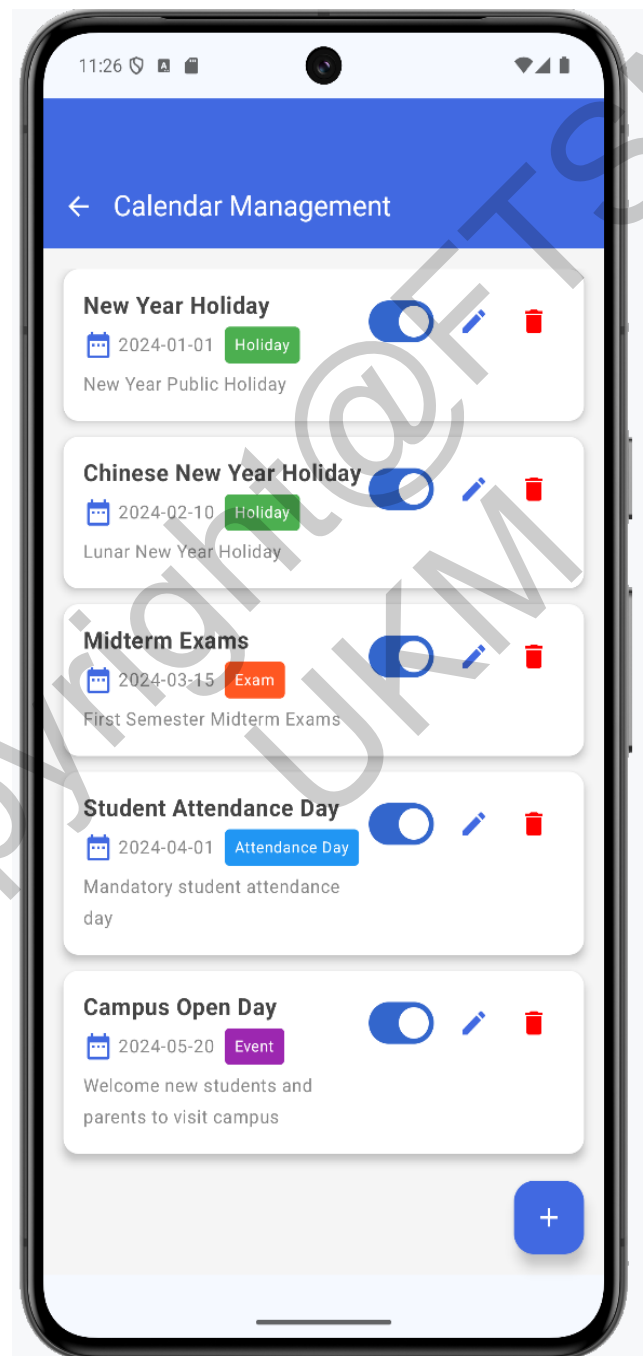 11:26
Calendar Management
New Year Holiday
2024-01-01 Holiday
New Year Public Holiday
Chinese New Year Holiday
2024-02-10 Holiday
Lunar New Year Holiday
Midterm Exams
2024-03-15 Exam
First Semester Midterm Exams
Student Attendance Day
2024-04-01 Attendance Day
Mandatory student attendance
day
Campus Open Day
2024-05-20 Event
Welcome new students and
parents to visit campus
+
pyright@FTS
UKM